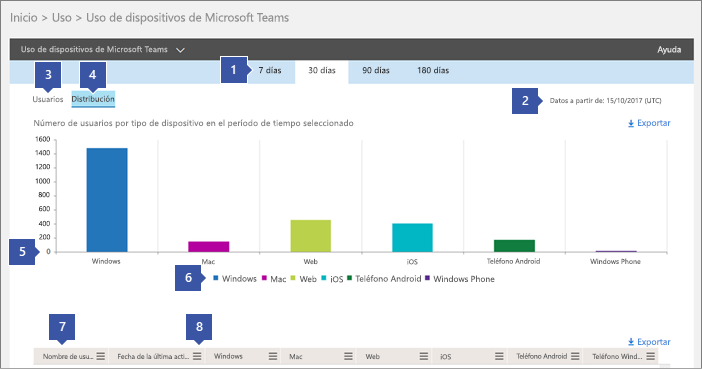 Inicio > Uso > Uso de dispositivos de Microsoft Teams
Uso de dispositivos de Microsoft Teams
Ayuda
1
7 días
30 días
90 días
180 días
3
4
Usuarios
Distribución
2
Datos a partir de: 15/10/2017 (UTC)
Número de usuarios por tipo de dispositivo en el período de tiempo seleccionado
Exportar
1600
1400
1200
1000
800
600
400
200
0
5
Windows
Mac
Web
iOS
Teléfono Android
Windows Phone
6
Windows Mac Web iOS Teléfono Android Windows Phone
7
8
Exportar
Nombre de usu... Fecha de la última acti... Windows Mac Web iOS Teléfono Android Teléfono Wind...